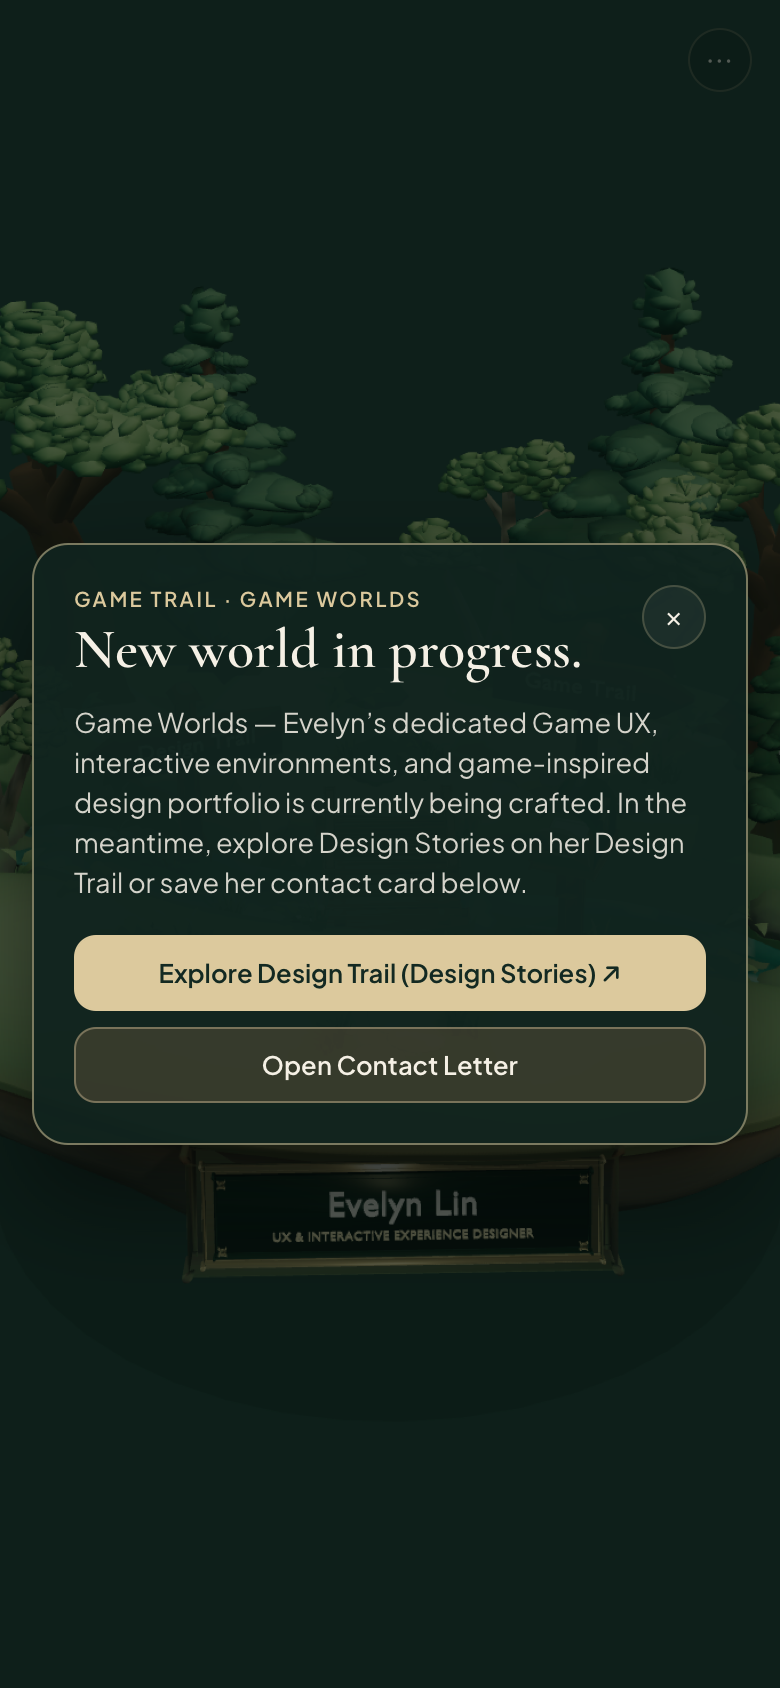 GAME TRAIL · GAME WORLDS
New world in progress.
×
Game Trail
Game Worlds — Evelyn’s dedicated Game UX,
interactive environments, and game-inspired
design portfolio is currently being crafted. In the
meantime, explore Design Stories on her Design
Trail or save her contact card below.
Explore Design Trail (Design Stories) ↗
Open Contact Letter
Evelyn Lin
UX & INTERACTIVE EXPERIENCE DESIGNER